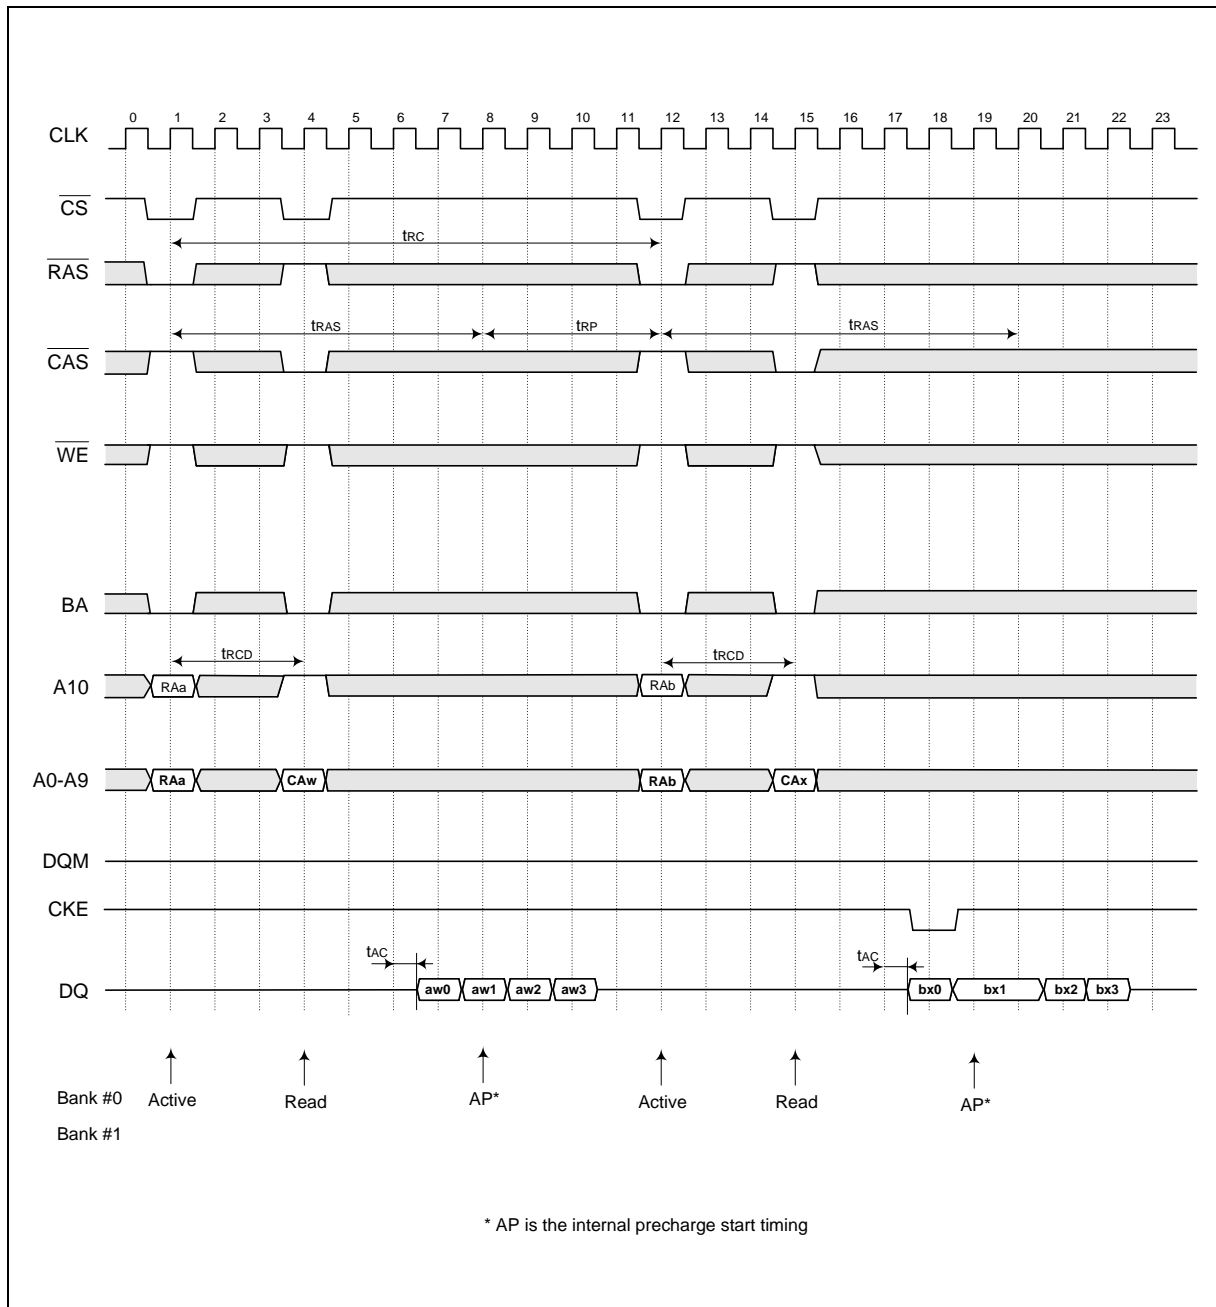 0 1 2 3 4 5 6 7 8 9 10 11 12 13 14 15 16 17 18 19 20 21 22 23
CLK
CS
tRC
RAS
tRAS tRP tRAS
CAS
WE
BA
tRCD tRCD
A10 RAa RAb
A0-A9 RAa CAw RAb CAx
DQM
CKE
tAC tAC
DQ aw0 aw1 aw2 aw3 bx0 bx1 bx2 bx3
Bank #0 Active Read AP* Active Read AP*
Bank #1
* AP is the internal precharge start timing